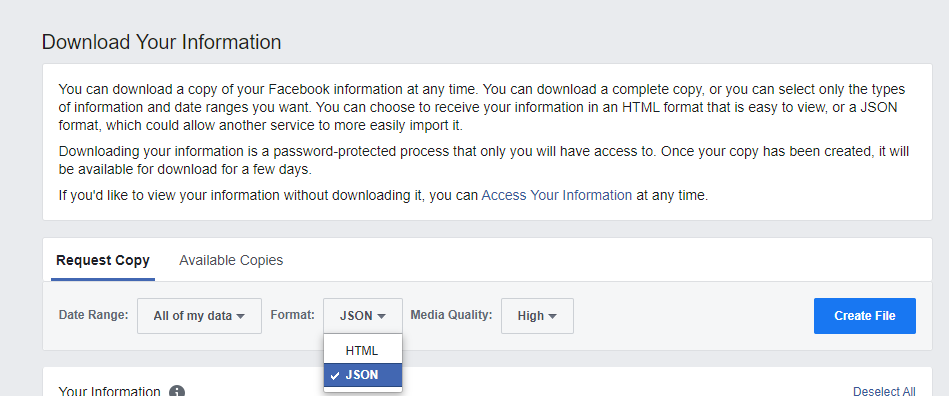 Download Your Information
You can download a copy of your Facebook information at any time. You can download a complete copy, or you can select only the types
of information and date ranges you want. You can choose to receive your information in an HTML format that is easy to view, or a JSON
format, which could allow another service to more easily import it.
Downloading your information is a password-protected process that only you will have access to. Once your copy has been created, it will
be available for download for a few days.
If you'd like to view your information without downloading it, you can Access Your Information at any time.
Request Copy Available Copies
Date Range: All of my data Format: JSON Media Quality: High Create File
HTML
JSON
Your Information Deselect All